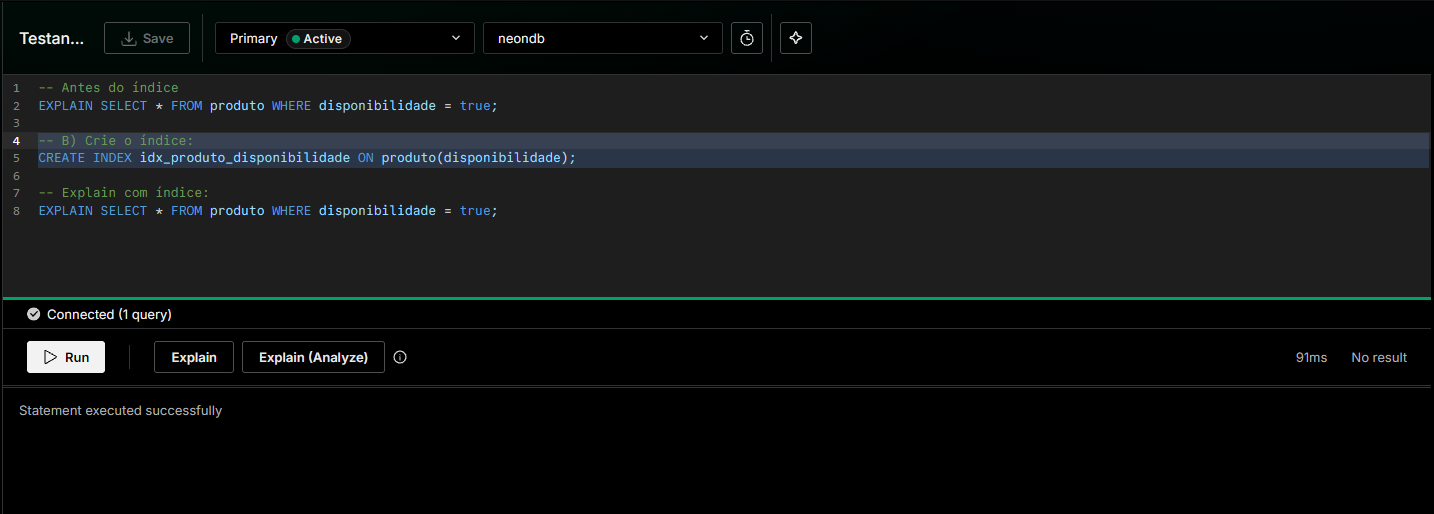 Testan... Save Primary Active neondb
1 -- Antes do índice
2 EXPLAIN SELECT * FROM produto WHERE disponibilidade = true;
3
4 -- B) Crie o índice:
5 CREATE INDEX idx_produto_disponibilidade ON produto(disponibilidade);
6
7 -- Explain com índice:
8 EXPLAIN SELECT * FROM produto WHERE disponibilidade = true;
Connected (1 query)
Run Explain Explain (Analyze) 91ms No result
Statement executed successfully